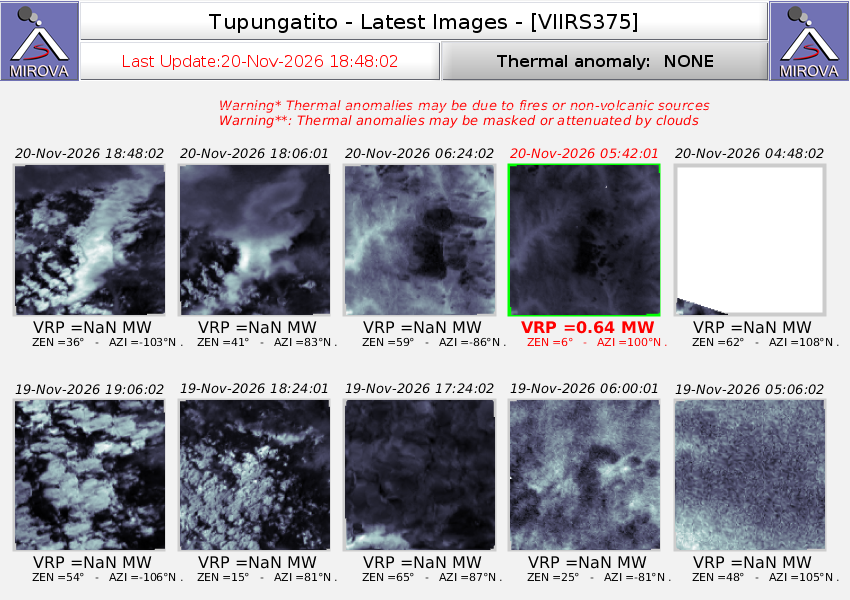 Tupungatito - Latest Images - [VIIRS375]
MIROVA
Last Update:20-Nov-2026 18:48:02
Thermal anomaly: NONE
MIROVA
Warning* Thermal anomalies may be due to fires or non-volcanic sources
Warning**: Thermal anomalies may be masked or attenuated by clouds
20-Nov-2026 18:48:02 20-Nov-2026 18:06:01 20-Nov-2026 06:24:02 20-Nov-2026 05:42:01 20-Nov-2026 04:48:02
VRP =NaN MW VRP =NaN MW VRP =NaN MW VRP =0.64 MW VRP =NaN MW
ZEN =36° - AZI =-103°N . ZEN =41° - AZI =83°N . ZEN =59° - AZI =-86°N . ZEN =6° - AZI =100°N . ZEN =62° - AZI =108°N .
19-Nov-2026 19:06:02 19-Nov-2026 18:24:01 19-Nov-2026 17:24:02 19-Nov-2026 06:00:01 19-Nov-2026 05:06:02
VRP =NaN MW VRP =NaN MW VRP =NaN MW VRP =NaN MW VRP =NaN MW
ZEN =54° - AZI =-106°N . ZEN =15° - AZI =81°N . ZEN =65° - AZI =87°N . ZEN =25° - AZI =-81°N . ZEN =48° - AZI =105°N .